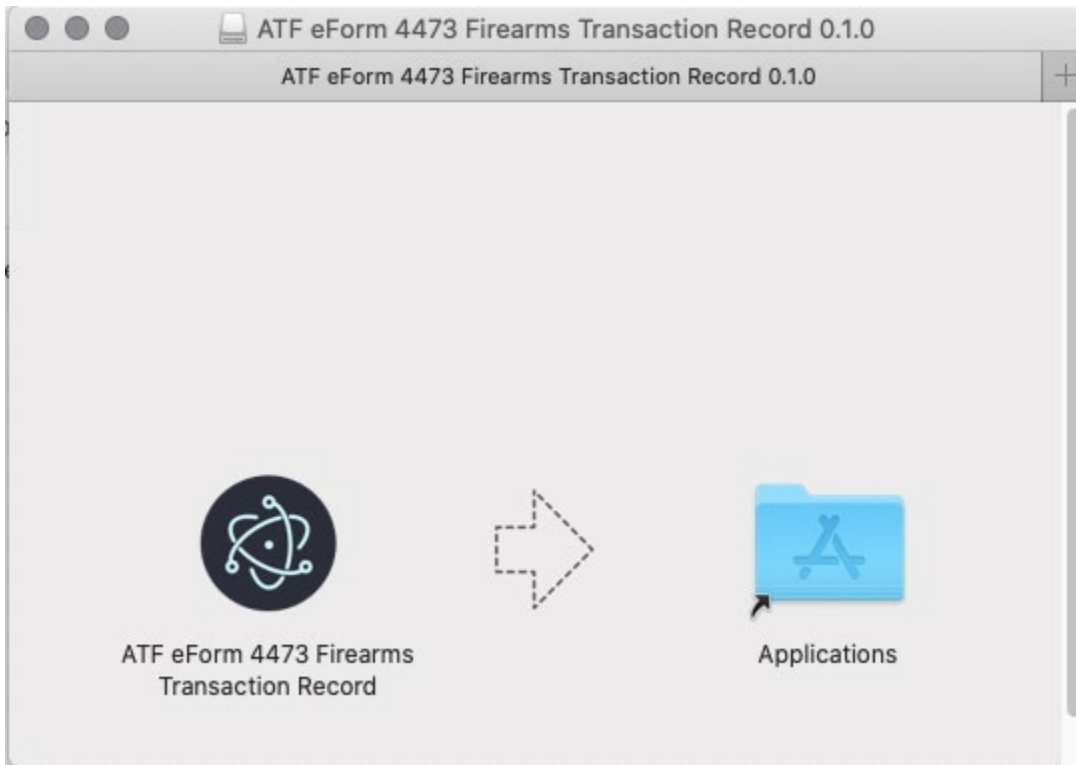 ATF eForm 4473 Firearms Transaction Record 0.1.0
ATF eForm 4473 Firearms Transaction Record 0.1.0
ATF eForm 4473 Firearms
Transaction Record
Applications